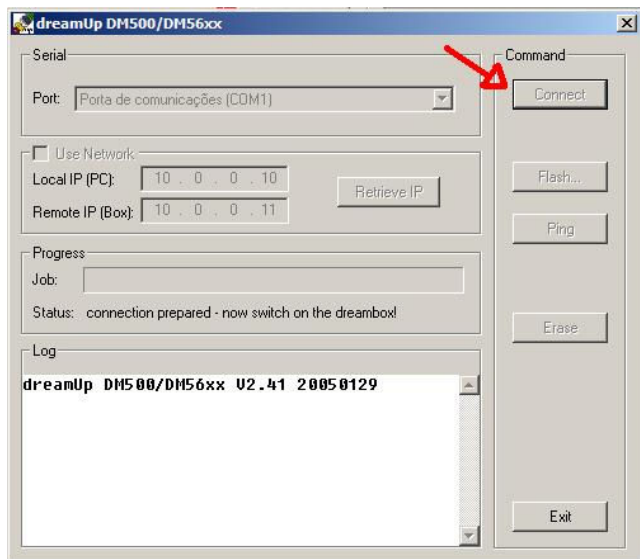 dreamUp DM500/DM56xx
Serial
Port: Porta de comunicações (COM1)
Use Network
Local IP (PC): 10 . 0 . 0 . 10
Remote IP (Box): 10 . 0 . 0 . 11
Retrieve IP
Progress
Job:
Status: connection prepared - now switch on the dreambox!
Log
dreamUp DM500/DM56xx V2.41 20050129
Command
Connect
Flash...
Ping
Erase
Exit